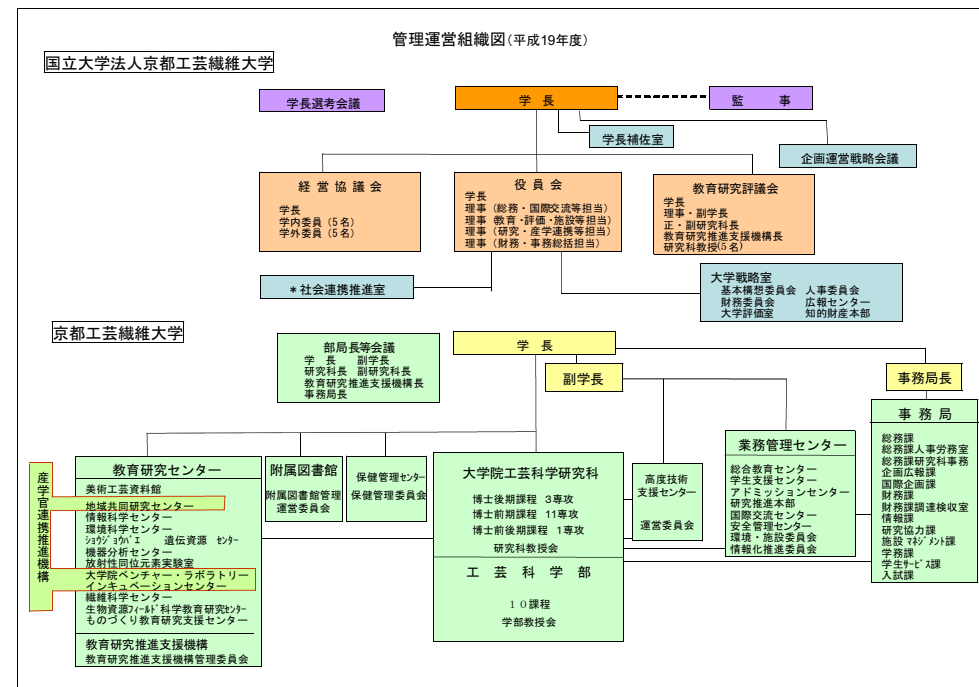 管理運営組織図(平成19年度)
国立大学法人京都工芸繊維大学
学長選考会議
学 長
監 事
学長補佐室
企画運営戦略会議
経 営 協 議 会
学長
学内委員(5名)
学外委員(5名)
役 員 会
学長
理事(総務・国際交流等担当)
理事(教育・評価・施設等担当)
理事(研究・産学連携等担当)
理事(財務・事務総括担当)
教育研究評議会
学長
理事・副学長
正・副研究科長
教育研究推進支援機構長
研究科教授(5名)
*社会連携推進室
大学戦略室
基本構想委員会 人事委員会
財務委員会 広報センター
大学評価室 知的財産本部
京都工芸繊維大学
学 長
部局長等会議
学 長 副学長
研究科長 副研究科長
教育研究推進支援機構長
事務局長
副学長
事務局長
産学官連携推進機構
教育研究センター
美術工芸資料館
地域共同研究センター
情報科学センター
環境科学センター
ショウジョウバエ 遺伝資源 センター
機器分析センター
放射性同位元素実験室
大学院ベンチャー・ラボラトリー
インキュベーションセンター
繊維科学センター
生物資源フィールド科学教育研究センター
ものづくり教育研究支援センター
教育研究推進支援機構
教育研究推進支援機構管理委員会
附属図書館
附属図書館管理
運営委員会
保健管理センター
保健管理委員会
大学院工芸科学研究科
博士後期課程 3専攻
博士前期課程 11専攻
博士前後期課程 1専攻
研究科教授会
工 芸 科 学 部
10課程
学部教授会
高度技術
支援センター
運営委員会
業務管理センター
総合教育センター
学生支援センター
アドミッションセンター
研究推進本部
国際交流センター
安全管理センター
環境・施設委員会
情報化推進委員会
事 務 局
総務課
総務課人事労務室
総務課研究科事務
企画広報課
国際企画課
財務課
財務課調達検収室
情報課
研究協力課
施設マネジメント課
学務課
学生サービス課
入試課